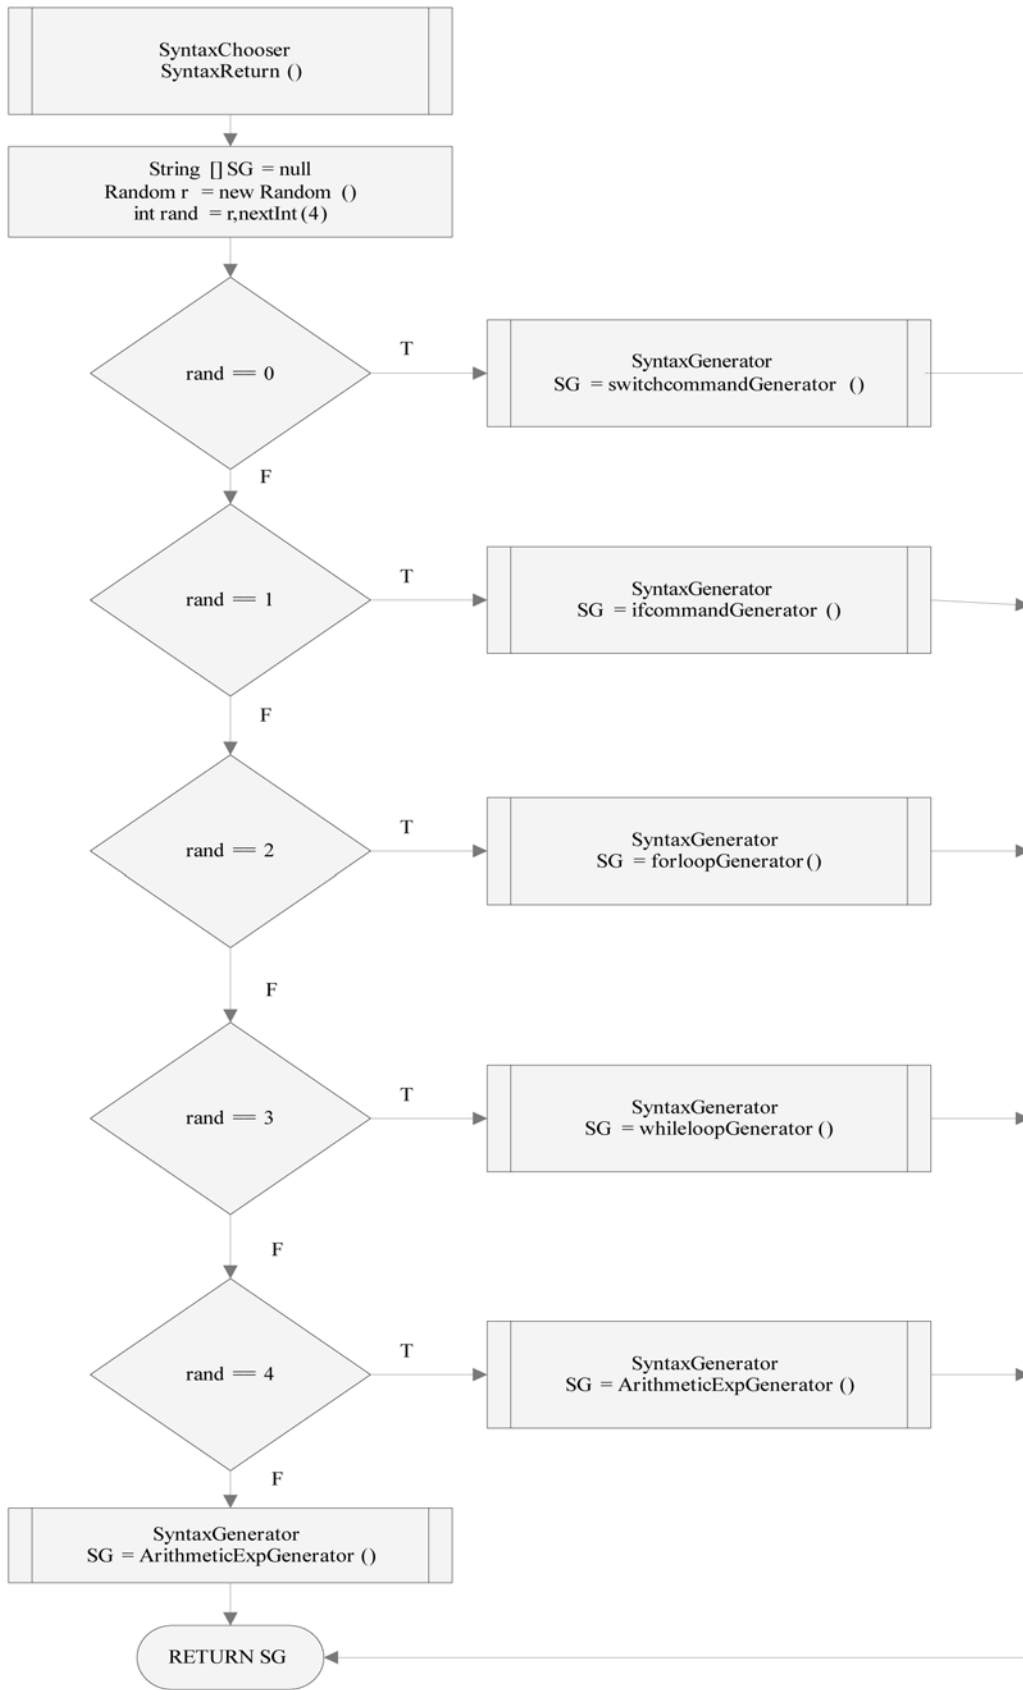 SyntaxChooser
SyntaxReturn ()
String [] SG = null
Random r = new Random ()
int rand = r,nextInt(4)
rand == 0
T
SyntaxGenerator
SG = switchcommandGenerator ()
F
rand == 1
T
SyntaxGenerator
SG = ifcommandGenerator ()
F
rand == 2
T
SyntaxGenerator
SG = forloopGenerator()
F
rand == 3
T
SyntaxGenerator
SG = whileloopGenerator()
F
rand == 4
T
SyntaxGenerator
SG = ArithmeticExpGenerator ()
F
SyntaxGenerator
SG = ArithmeticExpGenerator ()
RETURN SG